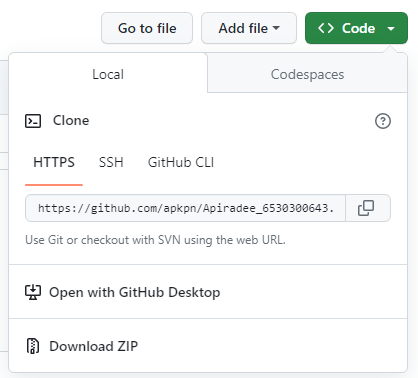 Go to file Add file Code
Local Codespaces
Clone
HTTPS SSH GitHub CLI
https://github.com/apkpn/Apiradee_6530300643.
Use Git or checkout with SVN using the web URL.
Open with GitHub Desktop
Download ZIP